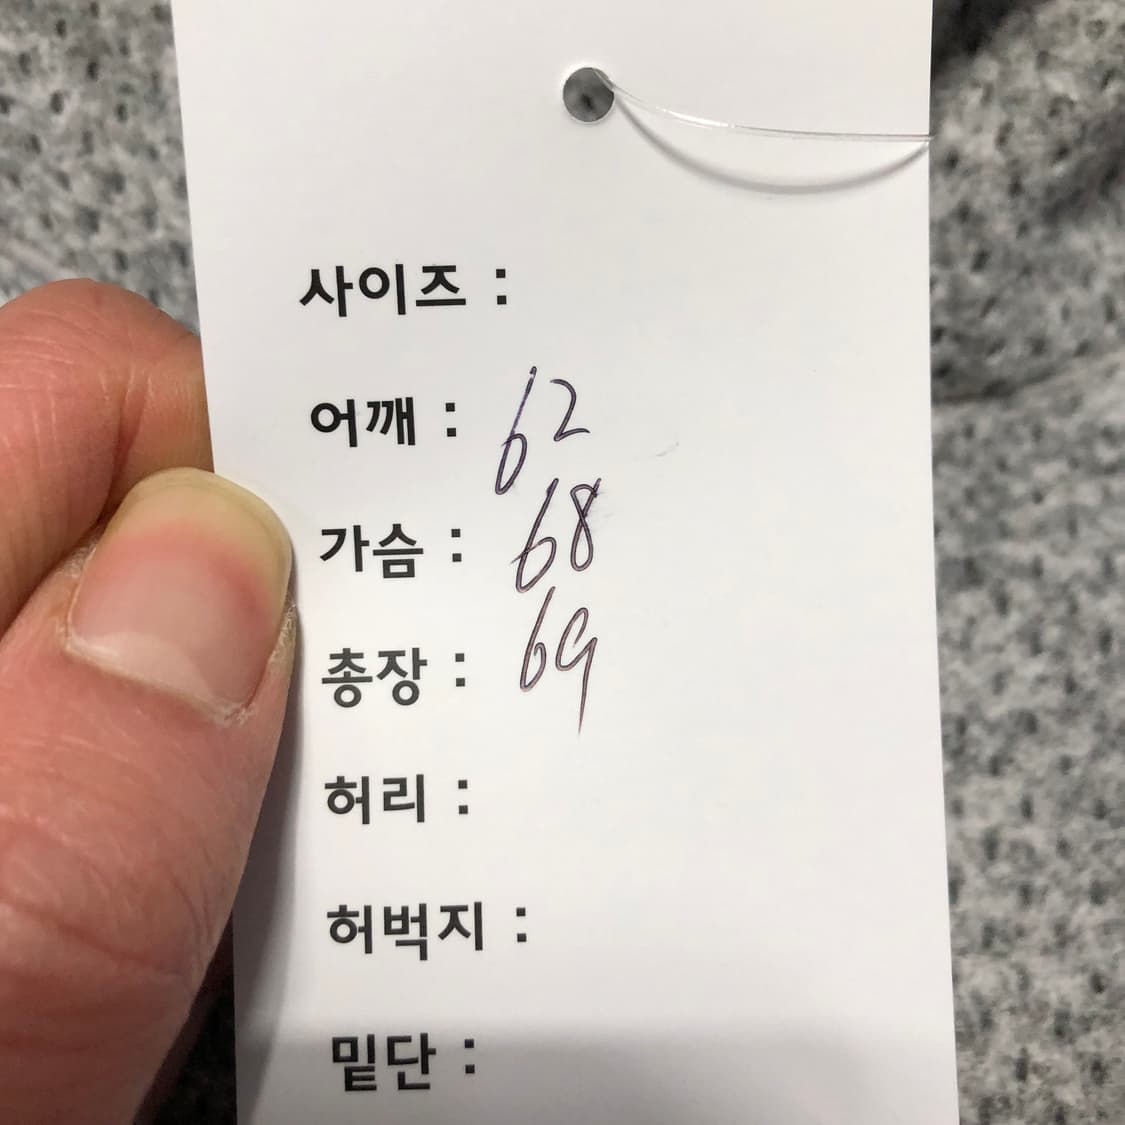 사이즈 :
어깨 : 62
가슴 : 68
총장 : 69
허리 :
허벅지 :
밑단 :